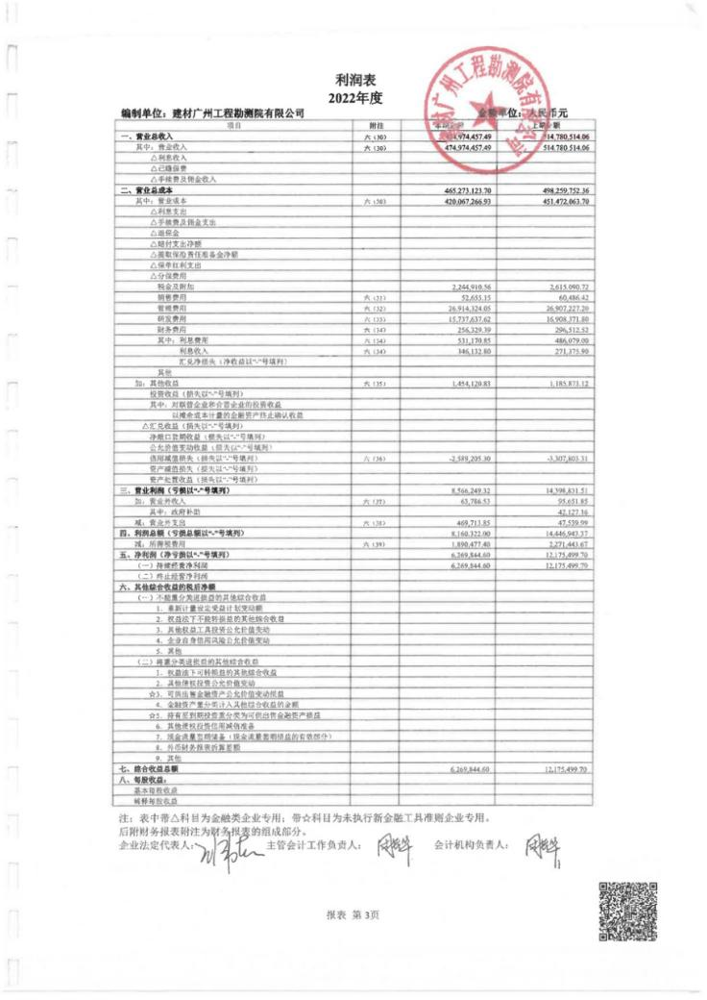 利润表
2022年度
编制单位：建材广州工程勘测院有限公司 金额单位：人民币元
项目 附注 本期金额 上期金额
一、营业总收入 六（30） 474,974,457.49 514,780,514.06
其中：营业收入 六（30） 474,974,457.49 514,780,514.06
△利息收入
△已赚保费
△手续费及佣金收入
二、营业总成本 465,273,123.70 498,259,752.36
其中：营业成本 六（30） 420,067,266.93 451,472,063.70
△利息支出
△手续费及佣金支出
△退保金
△赔付支出净额
△提取保险责任准备金净额
△保单红利支出
△分保费用
税金及附加 2,244,910.56 2,615,090.72
销售费用 六（31） 52,655.15 60,486.42
管理费用 六（32） 26,914,324.05 26,907,227.20
研发费用 六（33） 15,737,637.62 16,908,371.80
财务费用 六（34） 256,329.39 296,512.52
其中：利息费用 六（34） 531,170.85 486,079.00
利息收入 六（34） 346,132.80 271,375.90
汇兑净损失（净收益以“-”号填列）
其他
加：其他收益 六（35） 1,454,120.83 1,185,873.12
投资收益（损失以“-”号填列）
其中：对联营企业和合营企业的投资收益
以摊余成本计量的金融资产终止确认收益
△汇兑收益（损失以“-”号填列）
净敞口套期收益（损失以“-”号填列）
公允价值变动收益（损失以“-”号填列）
信用减值损失（损失以“-”号填列） 六（36） -2,589,205.30 -3,307,803.31
资产减值损失（损失以“-”号填列）
资产处置收益（损失以“-”号填列）
三、营业利润（亏损以“-”号填列） 8,566,249.32 14,398,831.51
加：营业外收入 六（37） 63,786.53 95,651.85
其中：政府补助 42,127.16
减：营业外支出 六（38） 469,713.85 47,539.99
四、利润总额（亏损总额以“-”号填列） 8,160,322.00 14,446,943.37
减：所得税费用 六（39） 1,890,477.40 2,271,443.67
五、净利润（净亏损以“-”号填列） 6,269,844.60 12,175,499.70
（一）持续经营净利润 6,269,844.60 12,175,499.70
（二）终止经营净利润
六、其他综合收益的税后净额
（一）不能重分类进损益的其他综合收益
1．重新计量设定受益计划变动额
2．权益法下不能转损益的其他综合收益
3．其他权益工具投资公允价值变动
4．企业自身信用风险公允价值变动
5．其他
（二）将重分类进损益的其他综合收益
1．权益法下可转损益的其他综合收益
2．其他债权投资公允价值变动
☆3．可供出售金融资产公允价值变动损益
4．金融资产重分类计入其他综合收益的金额
☆5．持有至到期投资重分类为可供出售金融资产损益
6．其他债权投资信用减值准备
7．现金流量套期储备（现金流量套期损益的有效部分）
8．外币财务报表折算差额
9．其他
七、综合收益总额 6,269,844.60 12,175,499.70
八、每股收益：
基本每股收益
稀释每股收益
注：表中带△科目为金融类企业专用；带☆科目为未执行新金融工具准则企业专用。
后附财务报表附注为财务报表的组成部分。
企业法定代表人： 主管会计工作负责人： 会计机构负责人：
报表 第3页